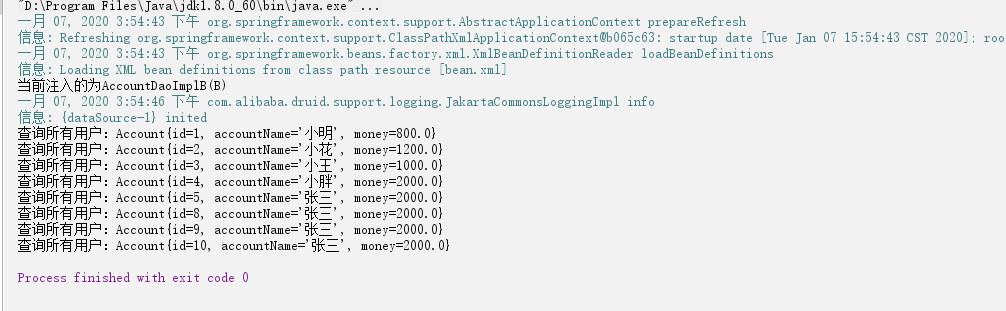 "D:\Program Files\Java\jdk1.8.0_60\bin\java.exe" ...
一月 07, 2020 3:54:43 下午 org.springframework.context.support.AbstractApplicationContext prepareRefresh
信息: Refreshing org.springframework.context.support.ClassPathXmlApplicationContext@b065c63: startup date [Tue Jan 07 15:54:43 CST 2020]; roo
一月 07, 2020 3:54:43 下午 org.springframework.beans.factory.xml.XmlBeanDefinitionReader loadBeanDefinitions
信息: Loading XML bean definitions from class path resource [bean.xml]
当前注入的为AccountDaoImplB(B)
一月 07, 2020 3:54:46 下午 com.alibaba.druid.support.logging.JakartaCommonsLoggingImpl info
信息: {dataSource-1} inited
查询所有用户: Account{id=1, accountName='小明', money=800.0}
查询所有用户: Account{id=2, accountName='小花', money=1200.0}
查询所有用户: Account{id=3, accountName='小王', money=1000.0}
查询所有用户: Account{id=4, accountName='小胖', money=2000.0}
查询所有用户: Account{id=5, accountName='张三', money=2000.0}
查询所有用户: Account{id=8, accountName='张三', money=2000.0}
查询所有用户: Account{id=9, accountName='张三', money=2000.0}
查询所有用户: Account{id=10, accountName='张三', money=2000.0}
Process finished with exit code 0